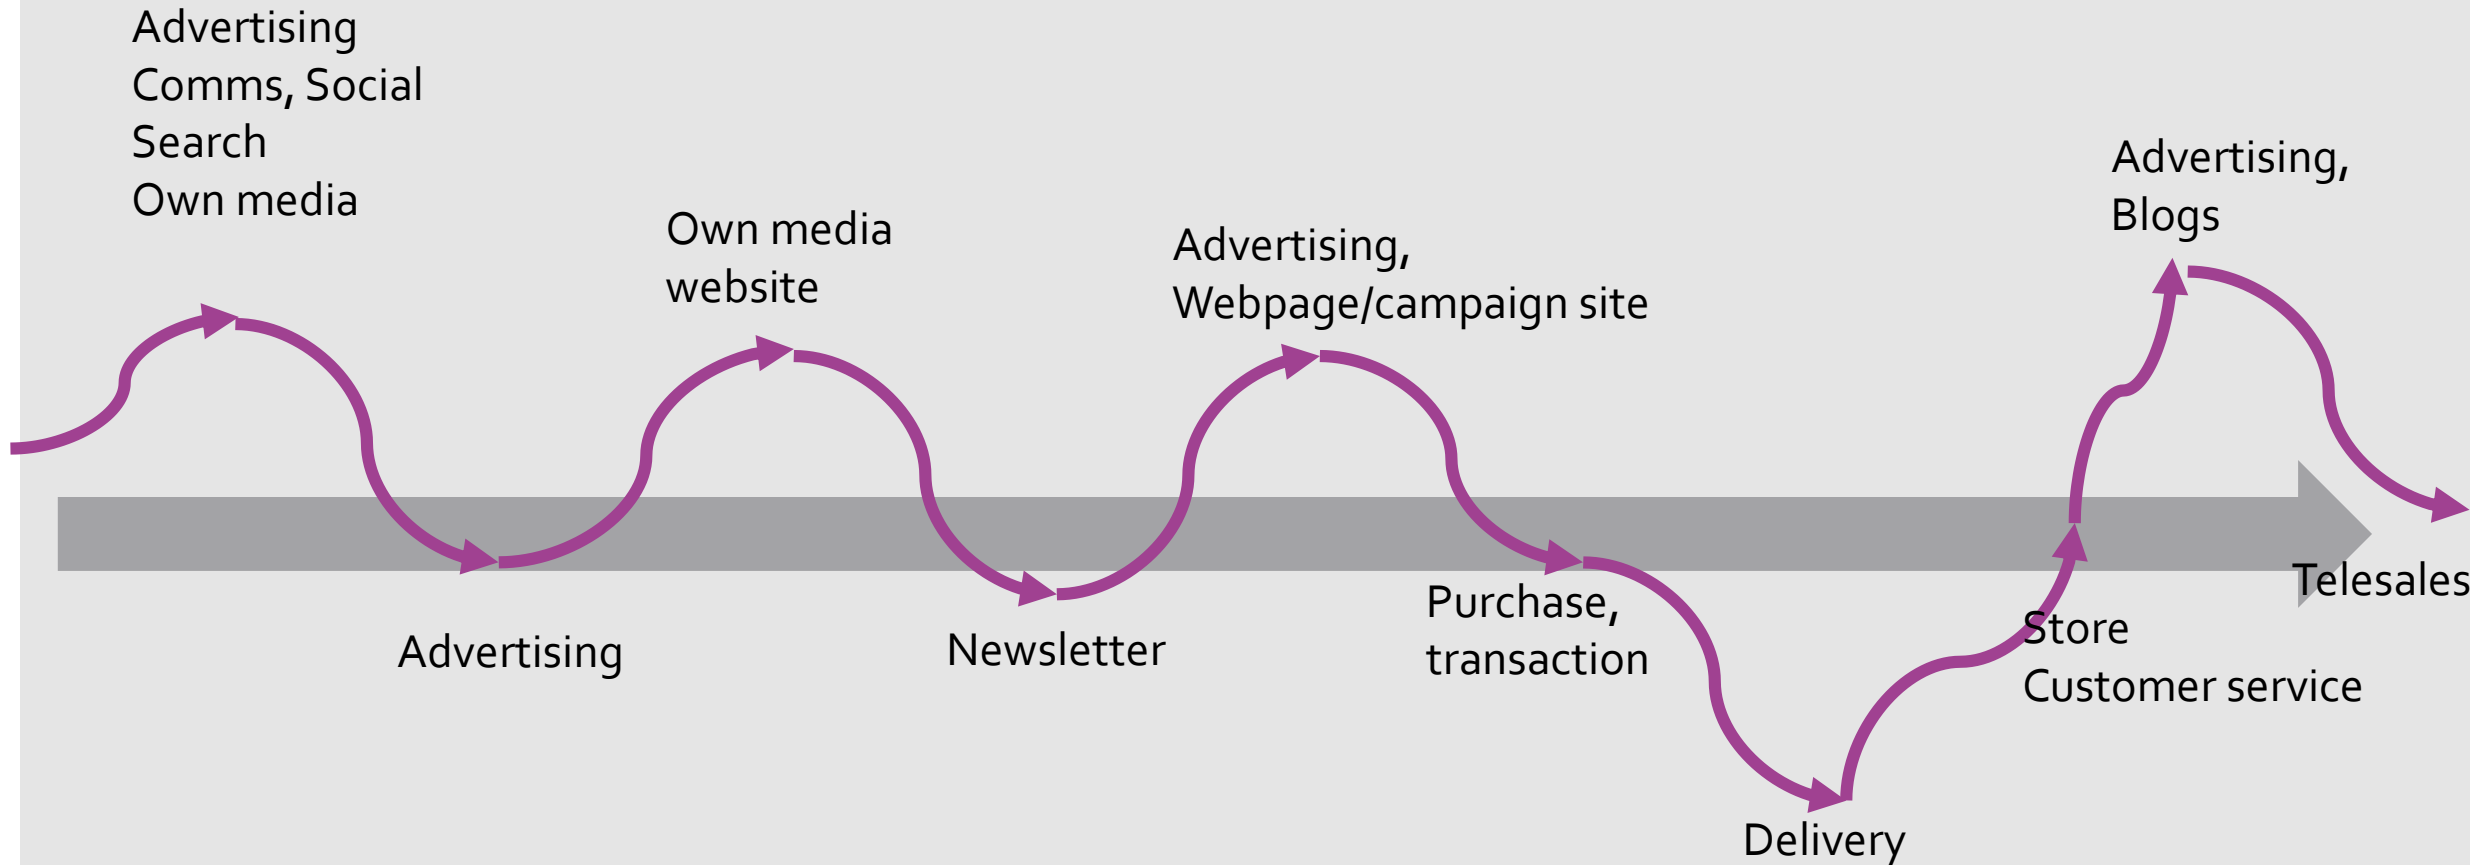 Advertising
Comms, Social
Search
Own media
Advertising
Own media
website
Newsletter
Advertising,
Webpage/campaign site
Purchase,
transaction
Delivery
Store
Customer service
Advertising,
Blogs
Telesales